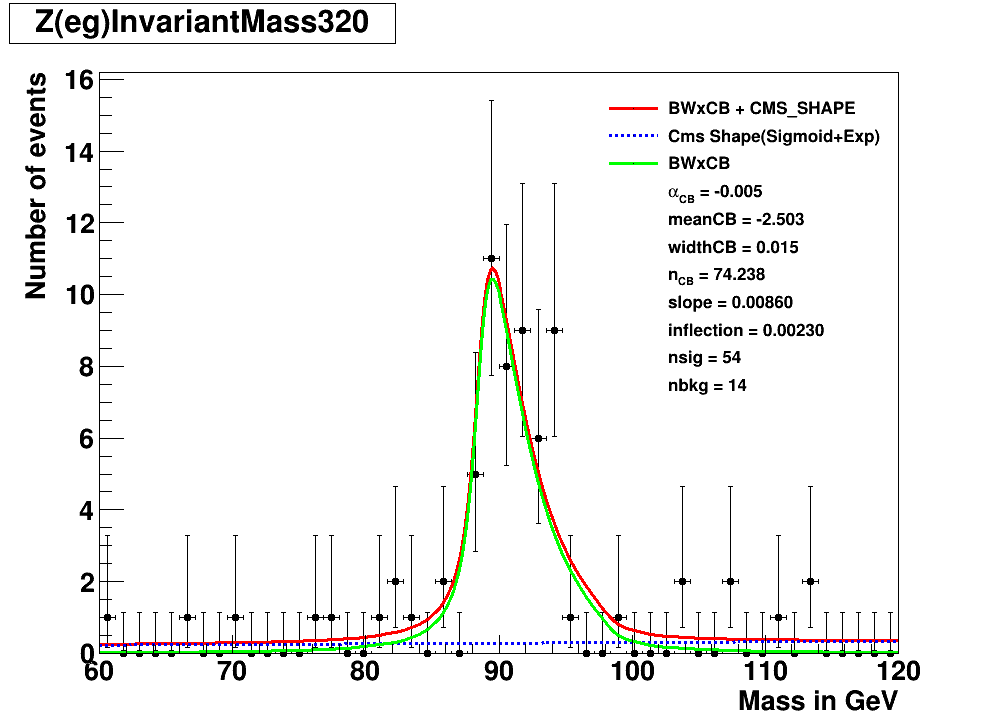 Z(eg)InvariantMass320
Number of events
16
14
12
10
8
6
4
2
0
BWxCB + CMS_SHAPE
Cms Shape(Sigmoid+Exp)
BWxCB
αCB = -0.005
meanCB = -2.503
widthCB = 0.015
nCB = 74.238
slope = 0.00860
inflection = 0.00230
nsig = 54
nbkg = 14
60 70 80 90 100 110 120
Mass in GeV